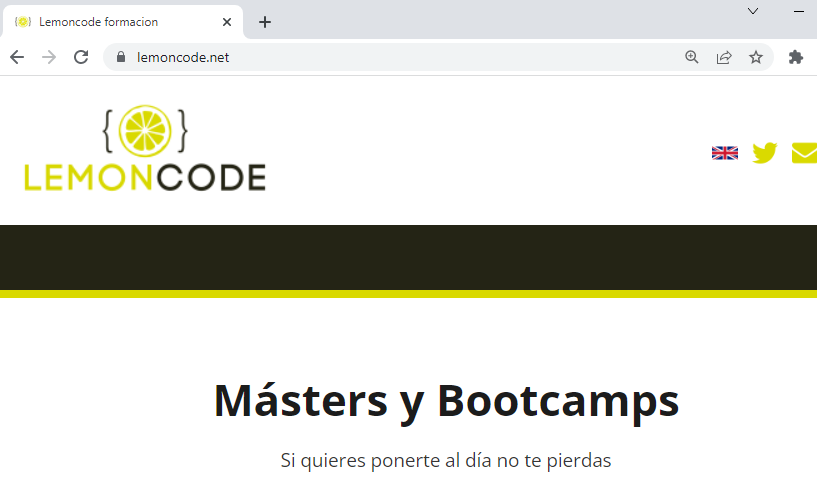 Lemoncode formacion
lemoncode.net
{ }
LEMONCODE
Másters y Bootcamps
Si quieres ponerte al día no te pierdas